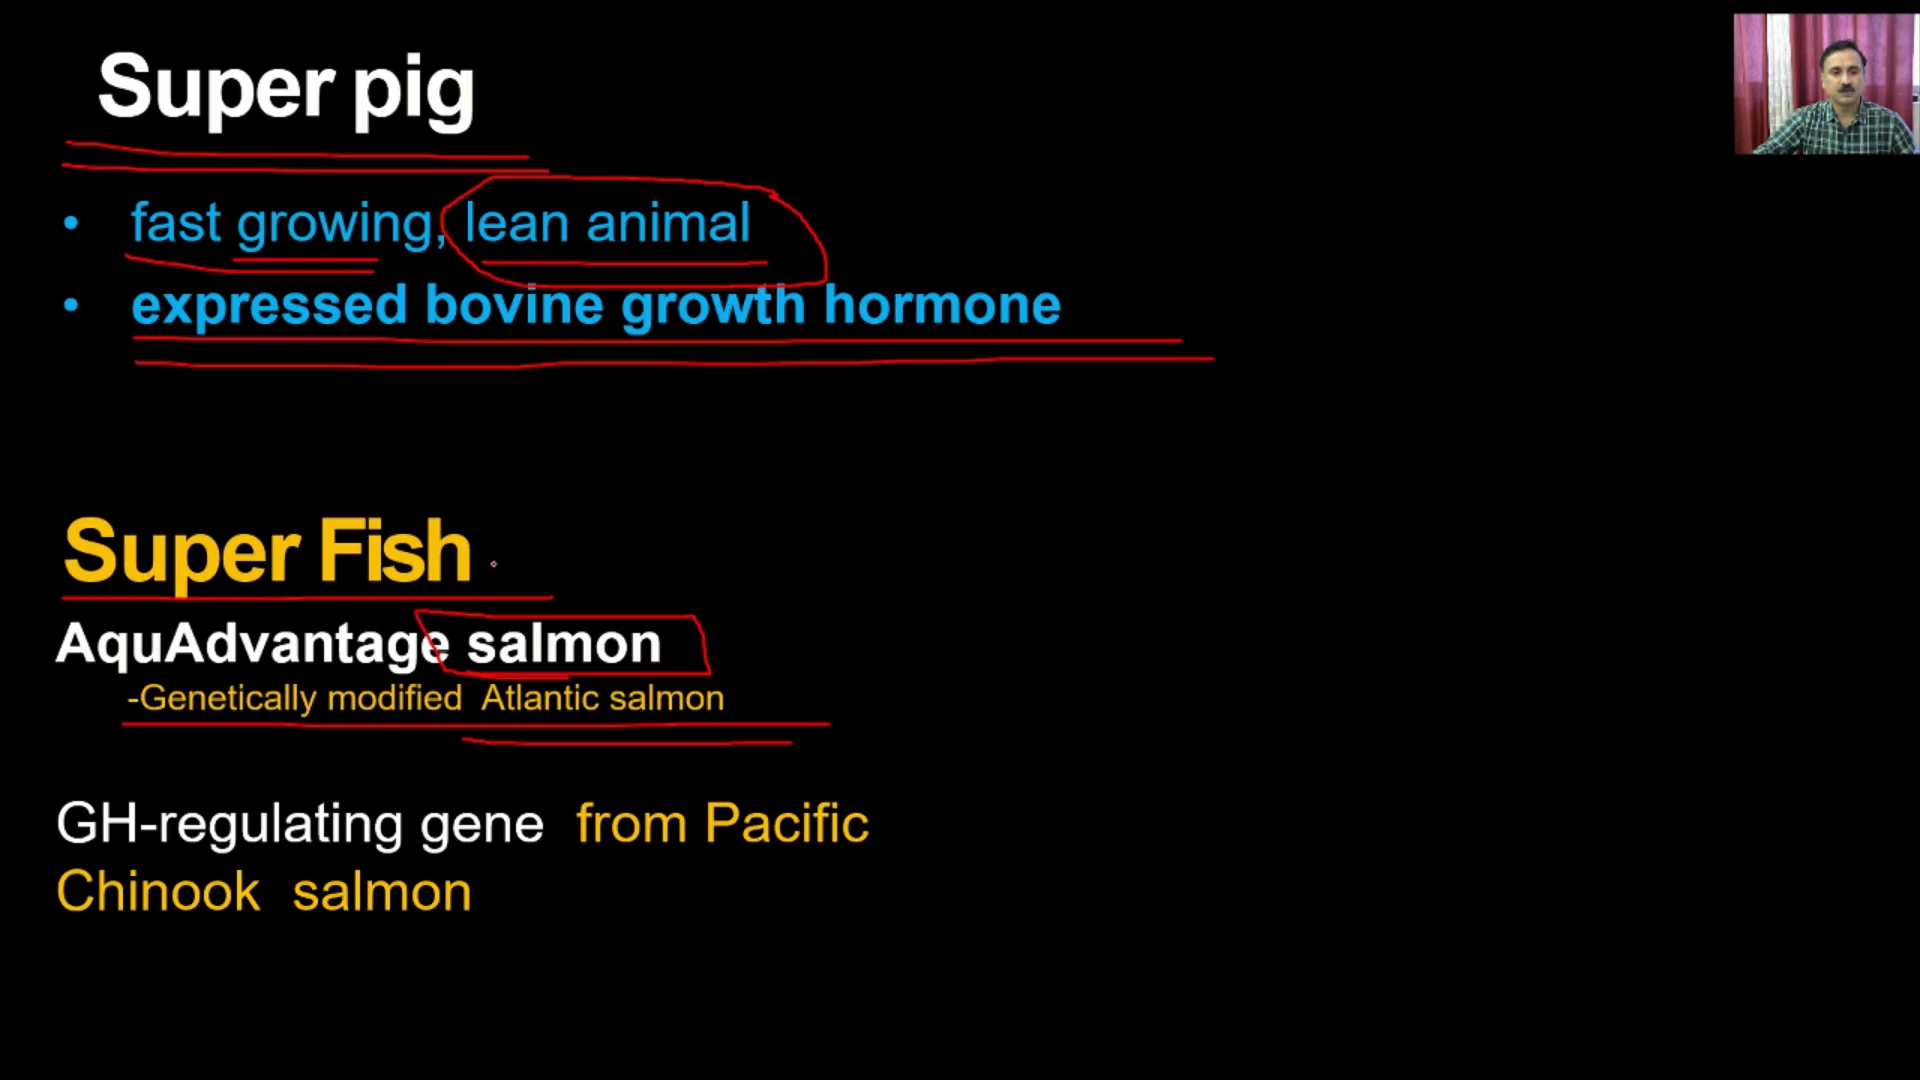 Super pig
• fast growing, lean animal
• expressed bovine growth hormone
Super Fish
AquAdvantage salmon
-Genetically modified Atlantic salmon
GH-regulating gene from Pacific
Chinook salmon